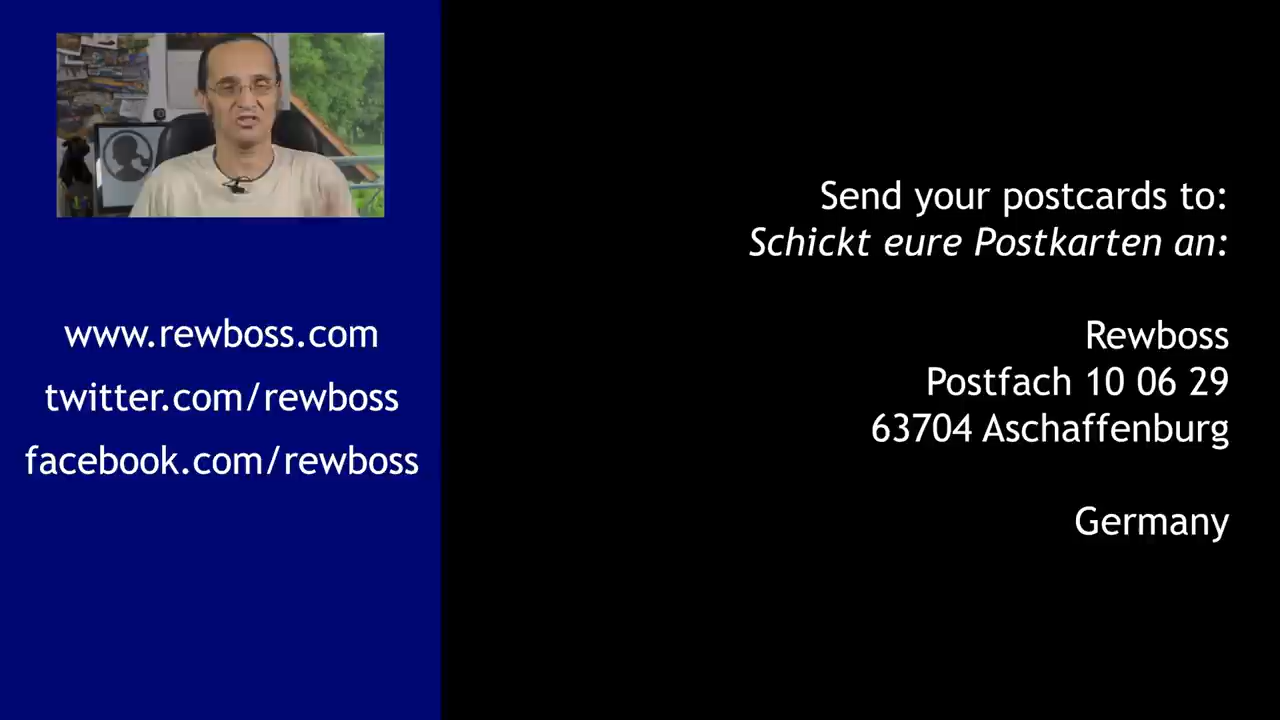 www.rewboss.com
twitter.com/rewboss
facebook.com/rewboss
Send your postcards to:
Schickt eure Postkarten an:
Rewboss
Postfach 10 06 29
63704 Aschaffenburg
Germany